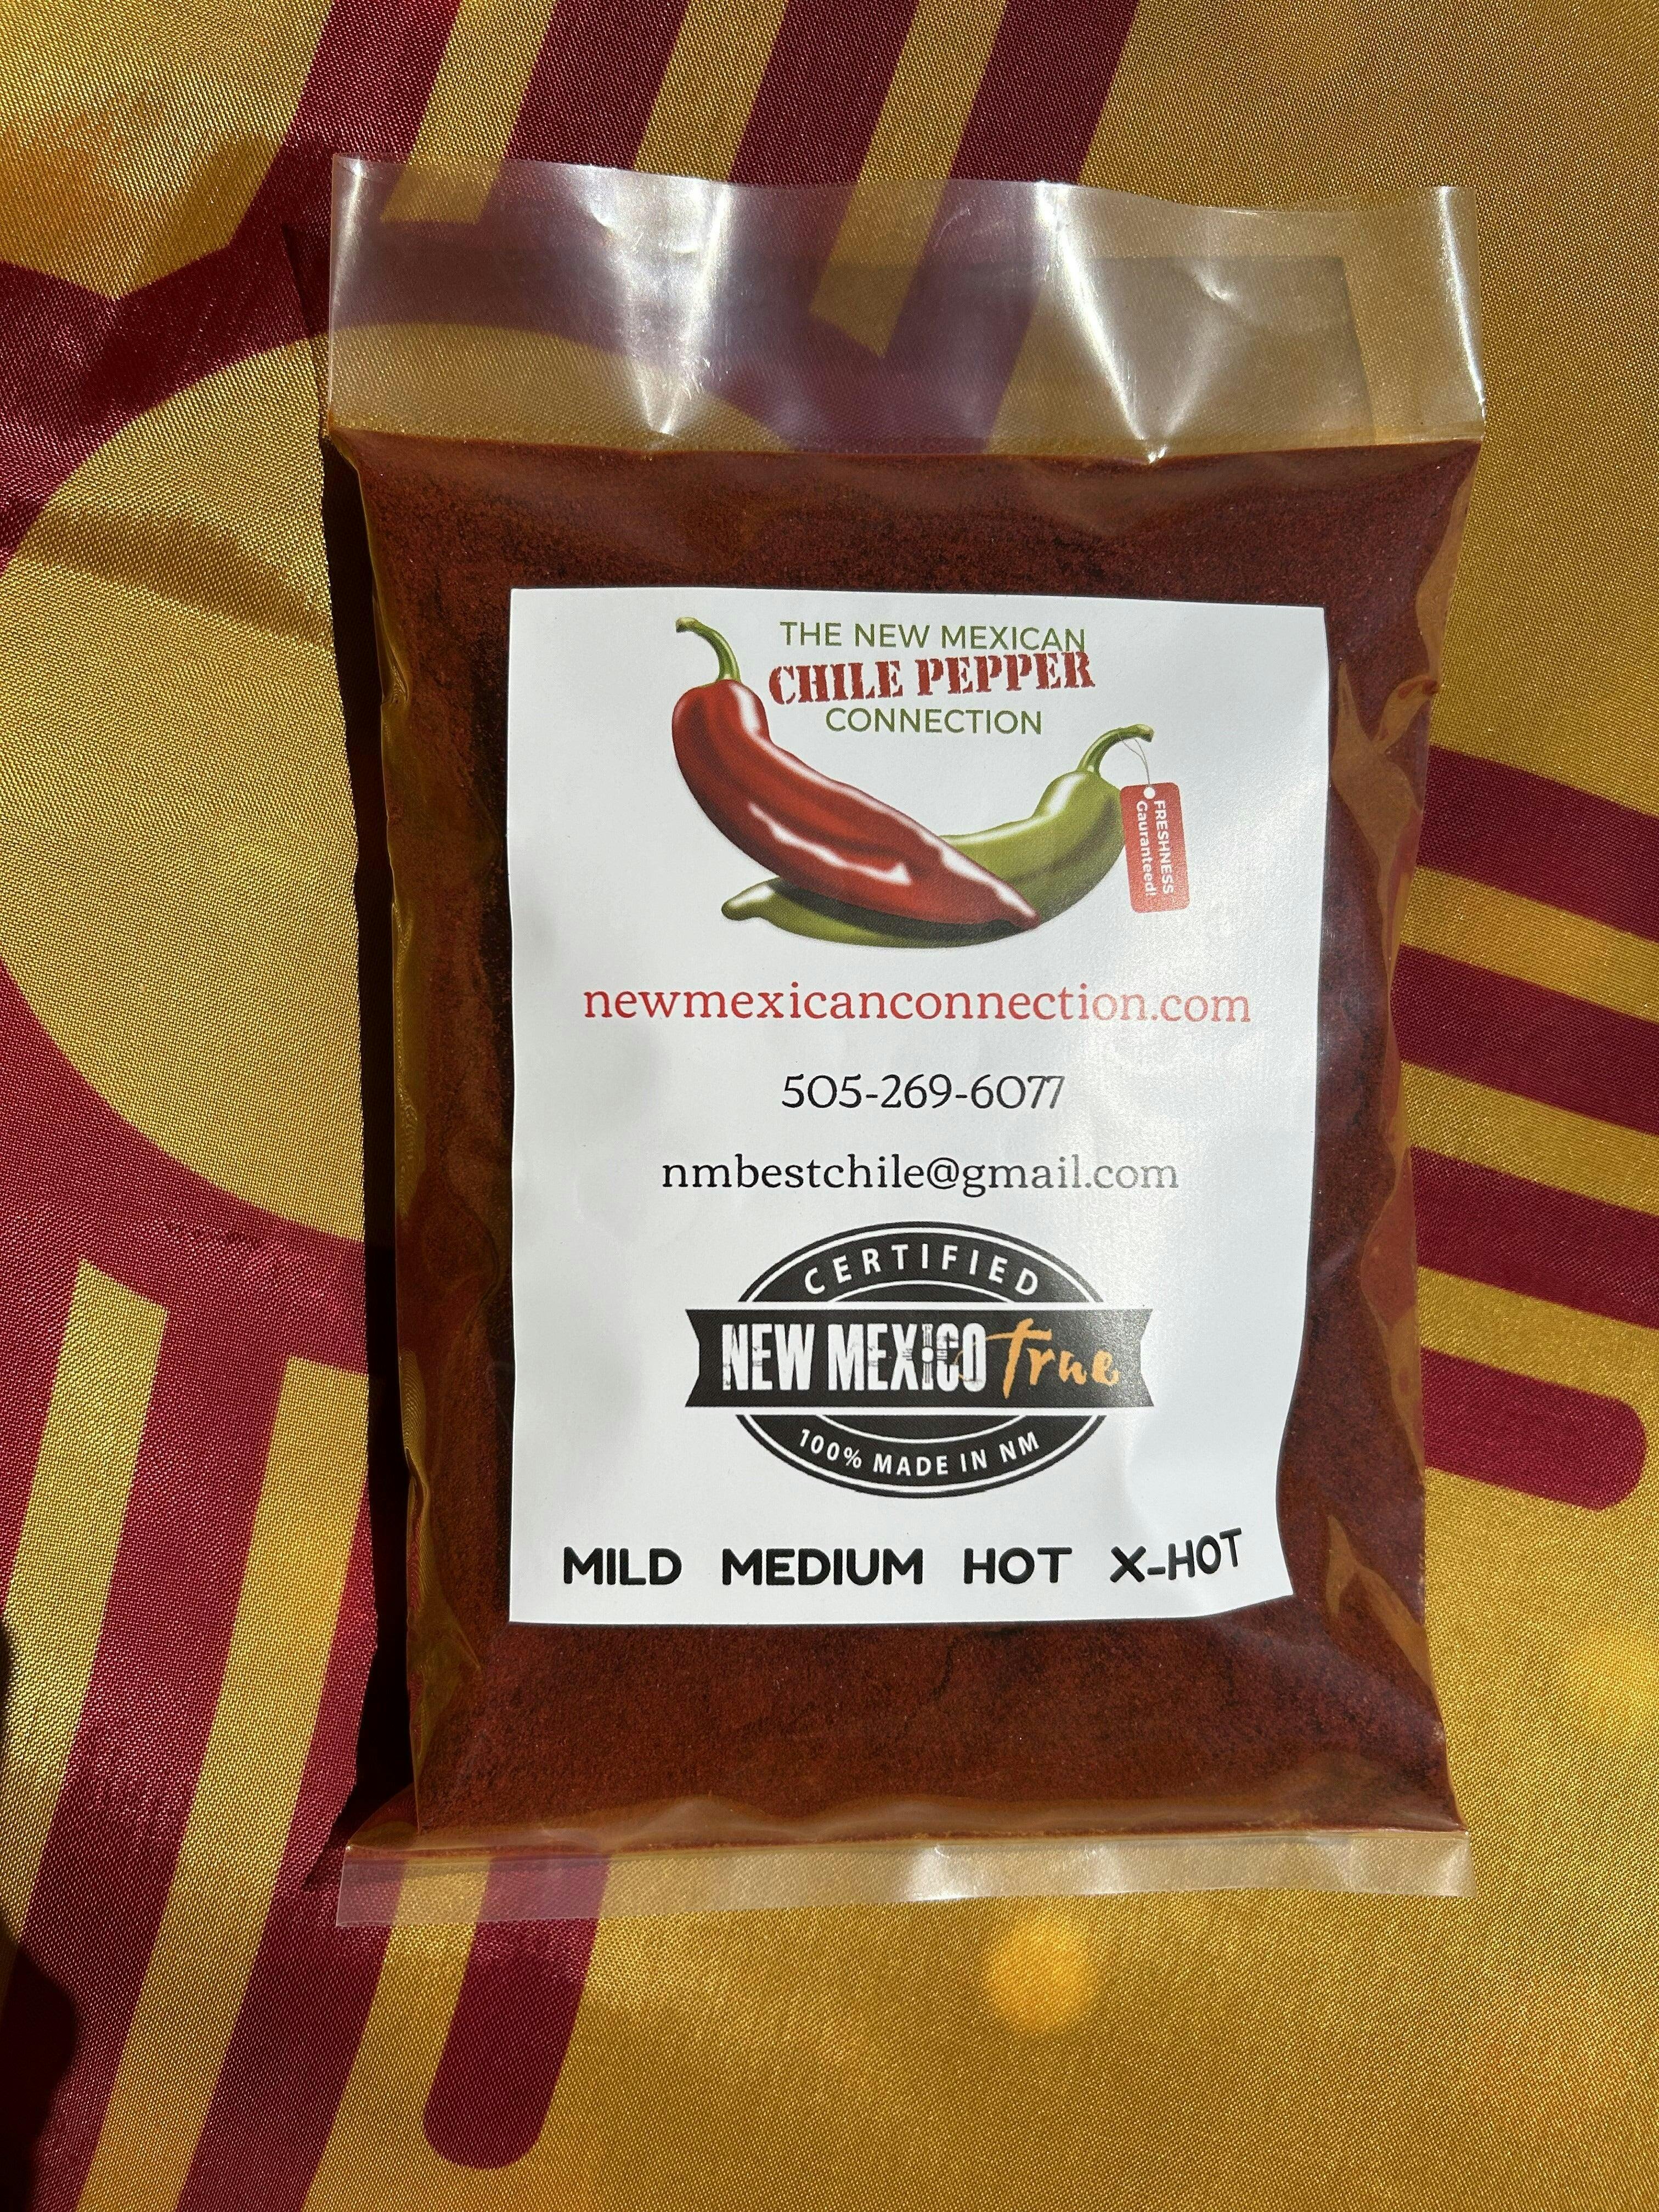 THE NEW MEXICAN
CHILE PEPPER
CONNECTION
FRESHNESS
Gauranteed!
newmexicanconnection.com
505-269-6077
nmbestchile@gmail.com
CERTIFIED
NEW MEXICO True
100% MADE IN NM
MILD MEDIUM HOT X-HOT